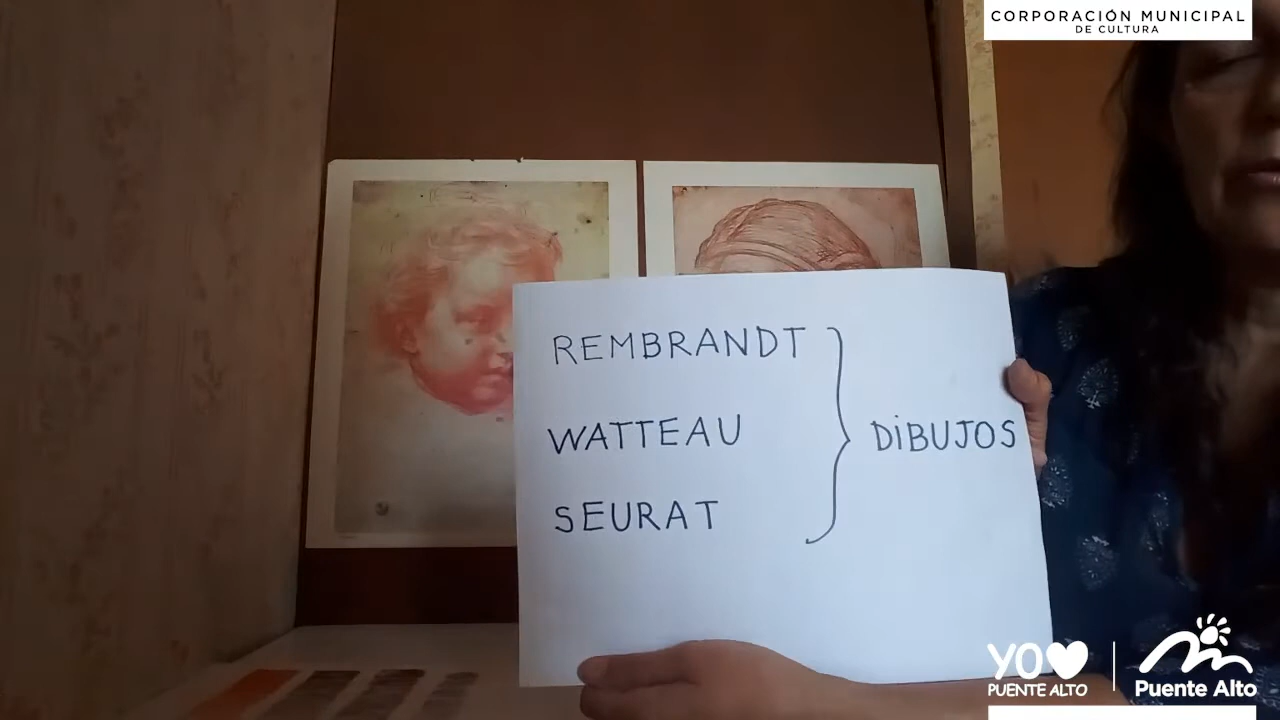 CORPORACIÓN MUNICIPAL
DE CULTURA
REMBRANDT
WATTEAU
SEURAT
DiBUJOS
YO
PUENTE ALTO
Puente Alto